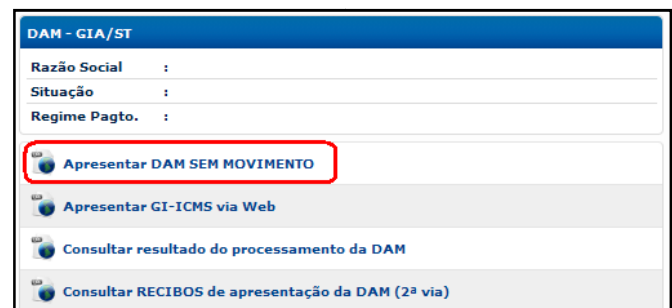 DAM - GIA/ST
Razão Social :
Situação :
Regime Pagto. :
Apresentar DAM SEM MOVIMENTO
Apresentar GI-ICMS via Web
Consultar resultado do processamento da DAM
Consultar RECIBOS de apresentação da DAM (2ª via)